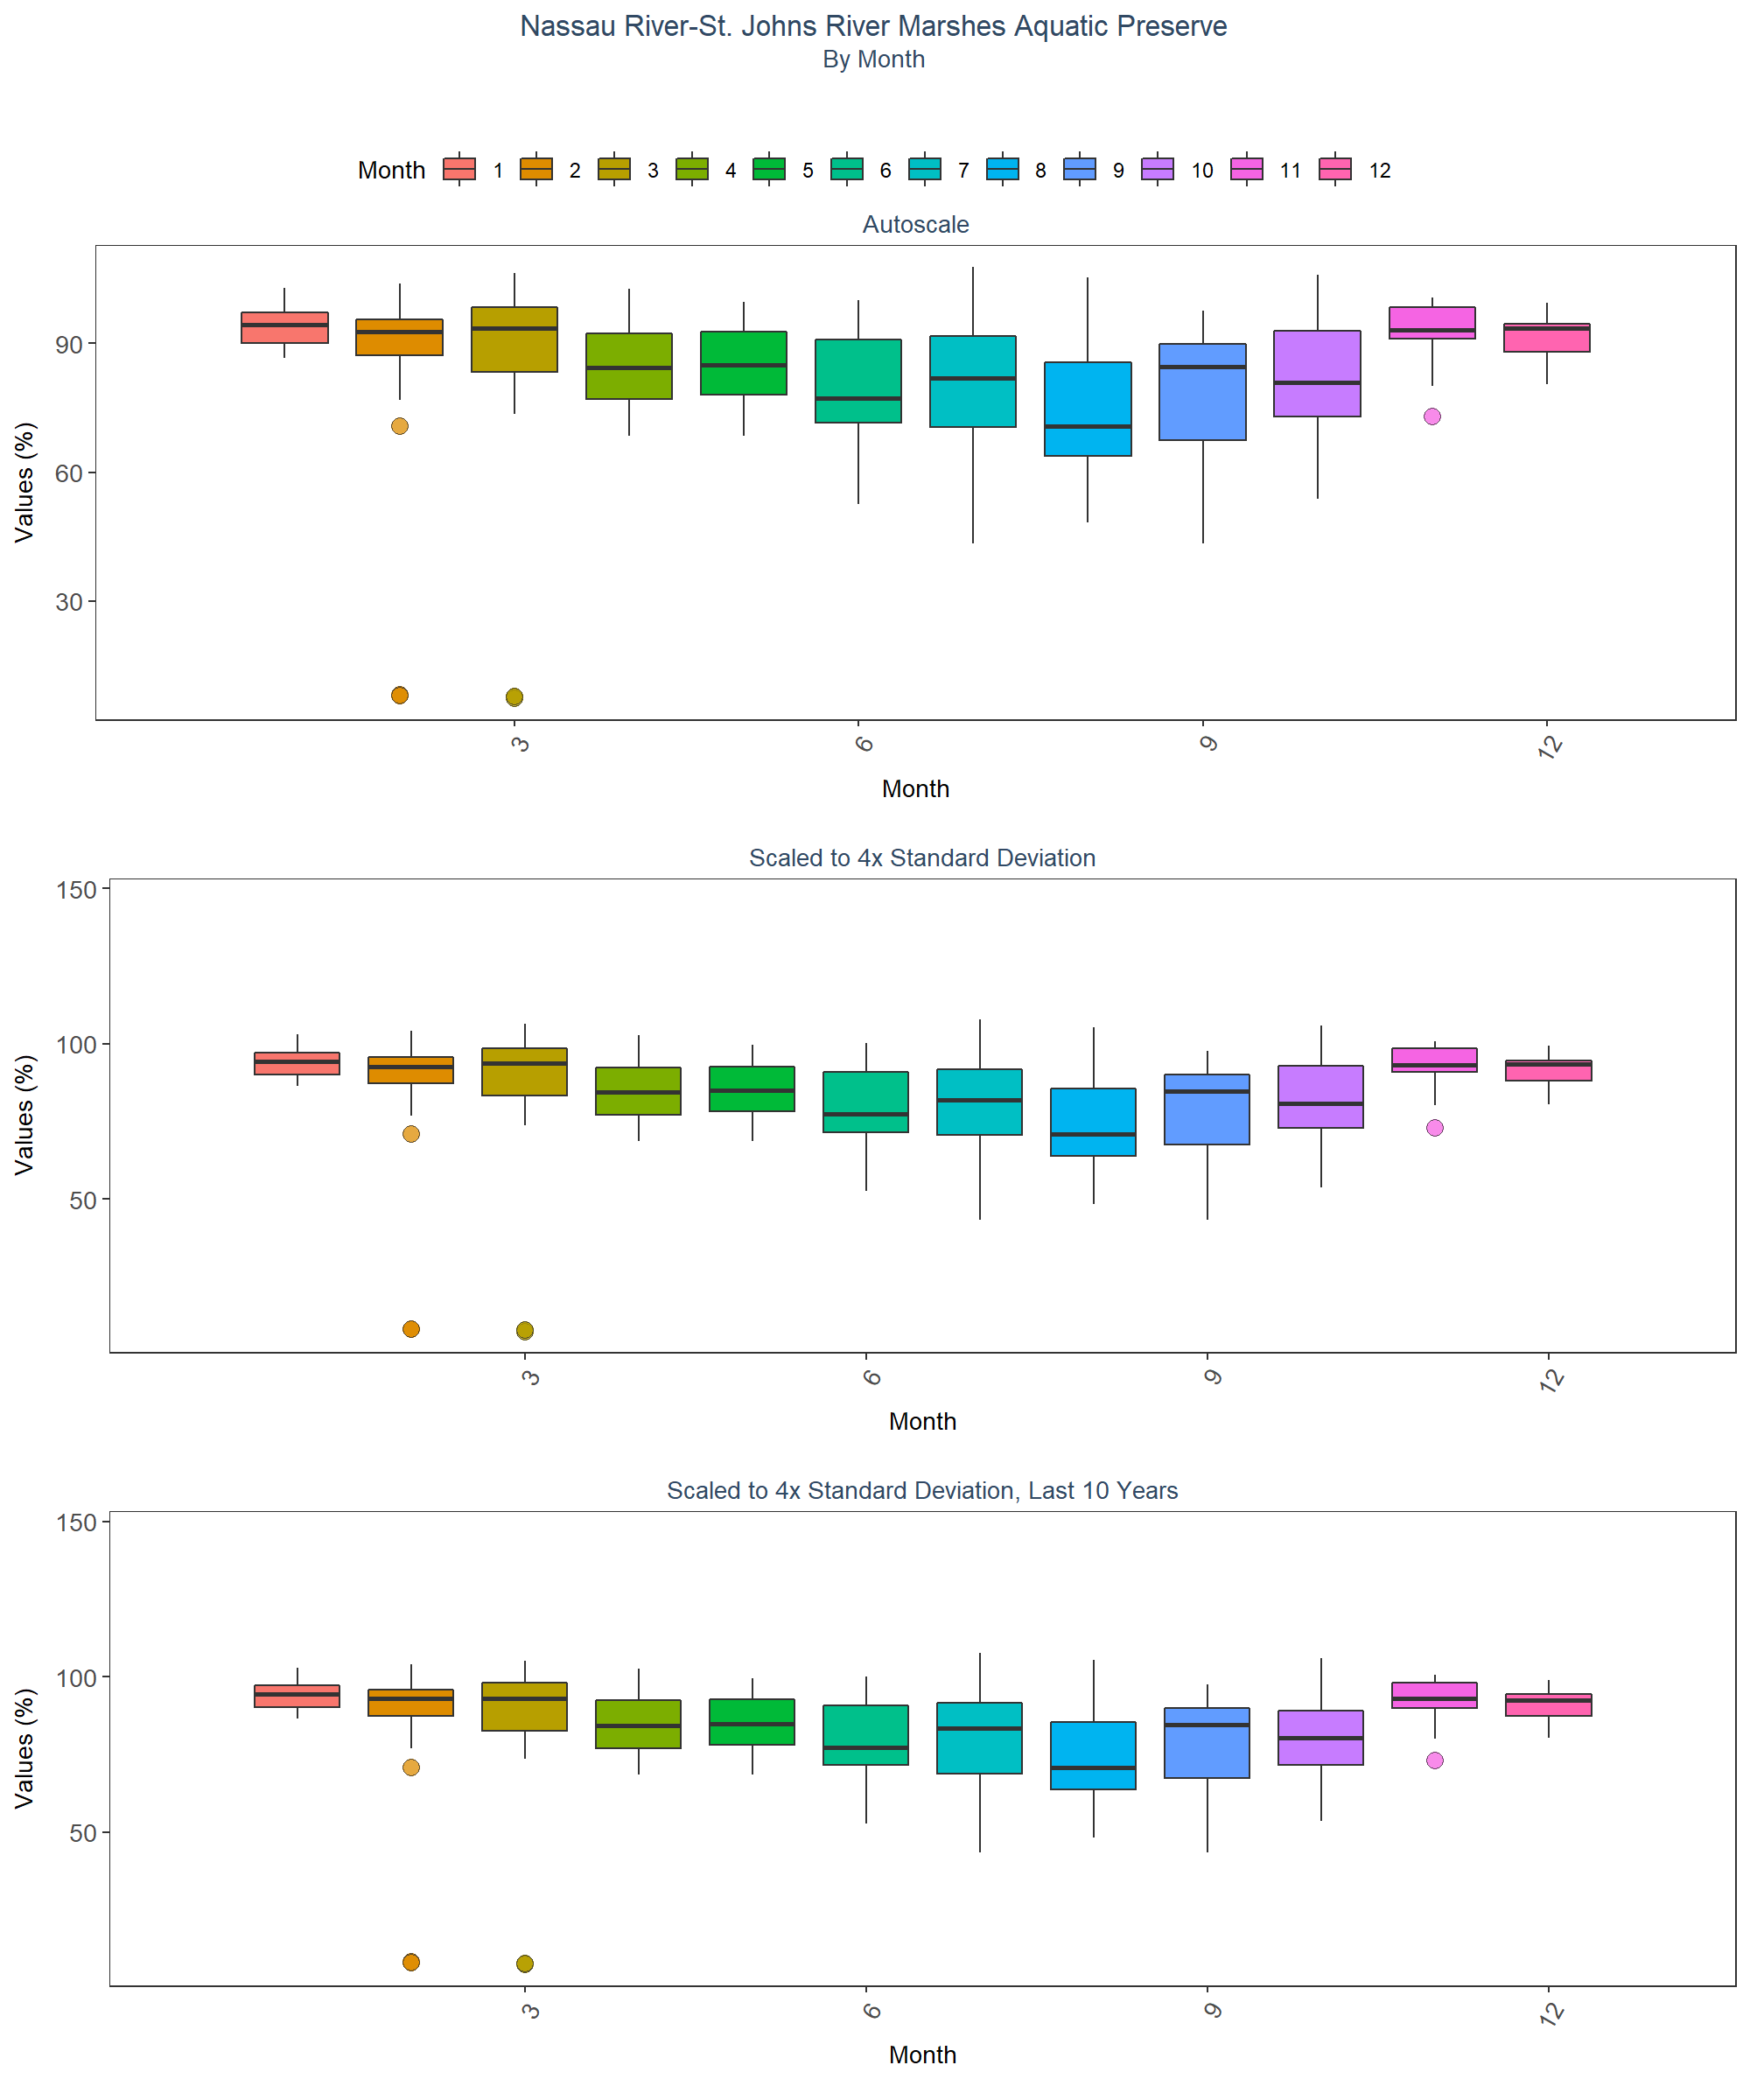 Nassau River-St. Johns River Marshes Aquatic Preserve
By Month
Month 1 2 3 4 5 6 7 8 9 10 11 12
Autoscale
Values (%)
90
60
30
3 6 9 12
Month
Scaled to 4x Standard Deviation
Values (%)
150
100
50
3 6 9 12
Month
Scaled to 4x Standard Deviation, Last 10 Years
Values (%)
150
100
50
3 6 9 12
Month